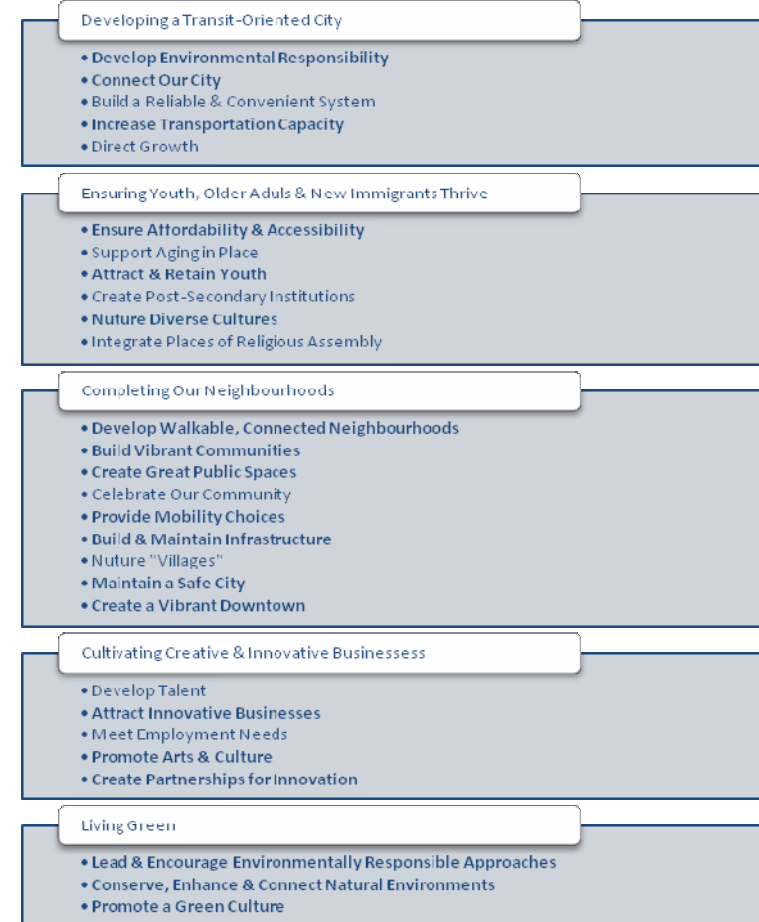 Developing a Transit-Oriented City
• Develop Environmental Responsibility
• Connect Our City
• Build a Reliable & Convenient System
• Increase Transportation Capacity
• Direct Growth
Ensuring Youth, Older Aduls & New Immigrants Thrive
• Ensure Affordability & Accessibility
• Support Aging in Place
• Attract & Retain Youth
• Create Post-Secondary Institutions
• Nuture Diverse Cultures
• Integrate Places of Religious Assembly
Completing Our Neighbourhoods
• Develop Walkable, Connected Neighbourhoods
• Build Vibrant Communities
• Create Great Public Spaces
• Celebrate Our Community
• Provide Mobility Choices
• Build & Maintain Infrastructure
• Nuture "Villages"
• Maintain a Safe City
• Create a Vibrant Downtown
Cultivating Creative & Innovative Businessess
• Develop Talent
• Attract Innovative Businesses
• Meet Employment Needs
• Promote Arts & Culture
• Create Partnerships for Innovation
Living Green
• Lead & Encourage Environmentally Responsible Approaches
• Conserve, Enhance & Connect Natural Environments
• Promote a Green Culture